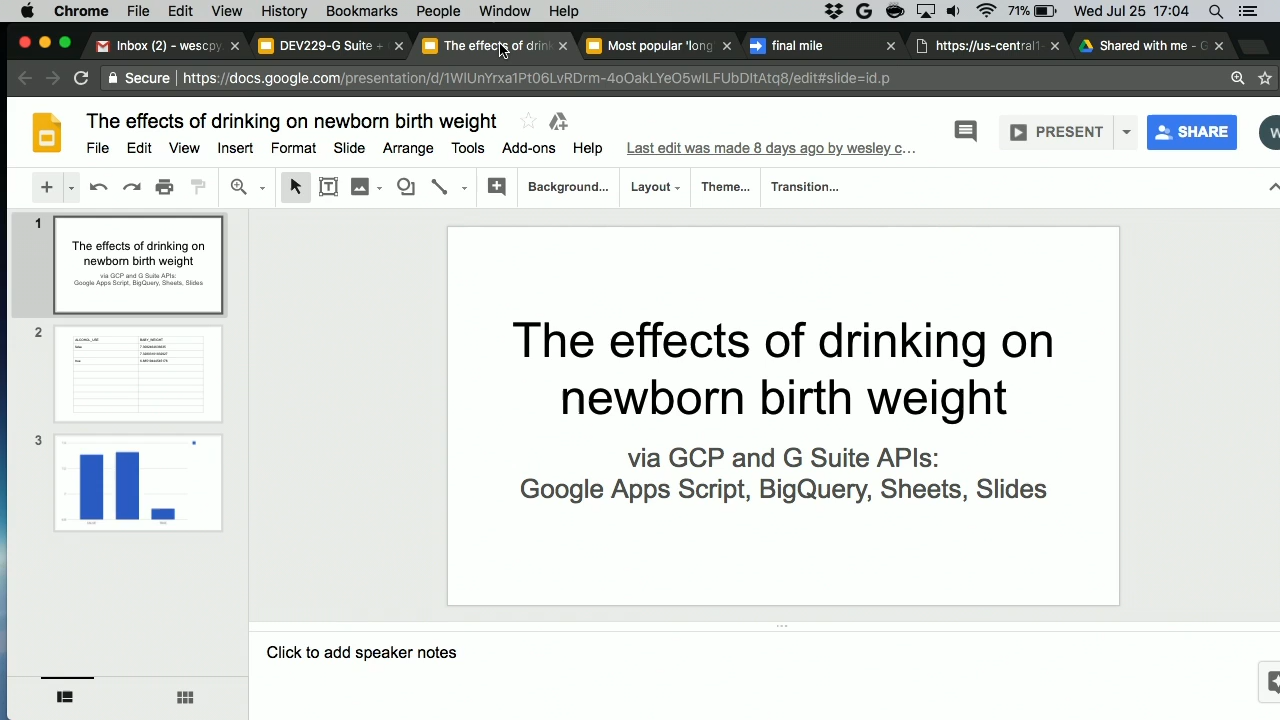 Chrome File Edit View History Bookmarks People Window Help 71% Wed Jul 25 17:04
Inbox (2) - wescpy
DEV229-G Suite +
The effects of drin
Most popular 'long
final mile
https://us-central1-
Shared with me - G
Secure https://docs.google.com/presentation/d/1WIUnYrxa1Pt06LvRDrm-4oOakLYeO5wILFUbDItAtq8/edit#slide=id.p
The effects of drinking on newborn birth weight
File Edit View Insert Format Slide Arrange Tools Add-ons Help Last edit was made 8 days ago by wesley c...
PRESENT
SHARE
W
Background... Layout Theme... Transition...
1
The effects of drinking on
newborn birth weight
via GCP and G Suite APIs:
Google Apps Script, BigQuery, Sheets, Slides
2
ALCOHOL_USE BABY_WEIGHT
3
The effects of drinking on
newborn birth weight
via GCP and G Suite APIs:
Google Apps Script, BigQuery, Sheets, Slides
Click to add speaker notes